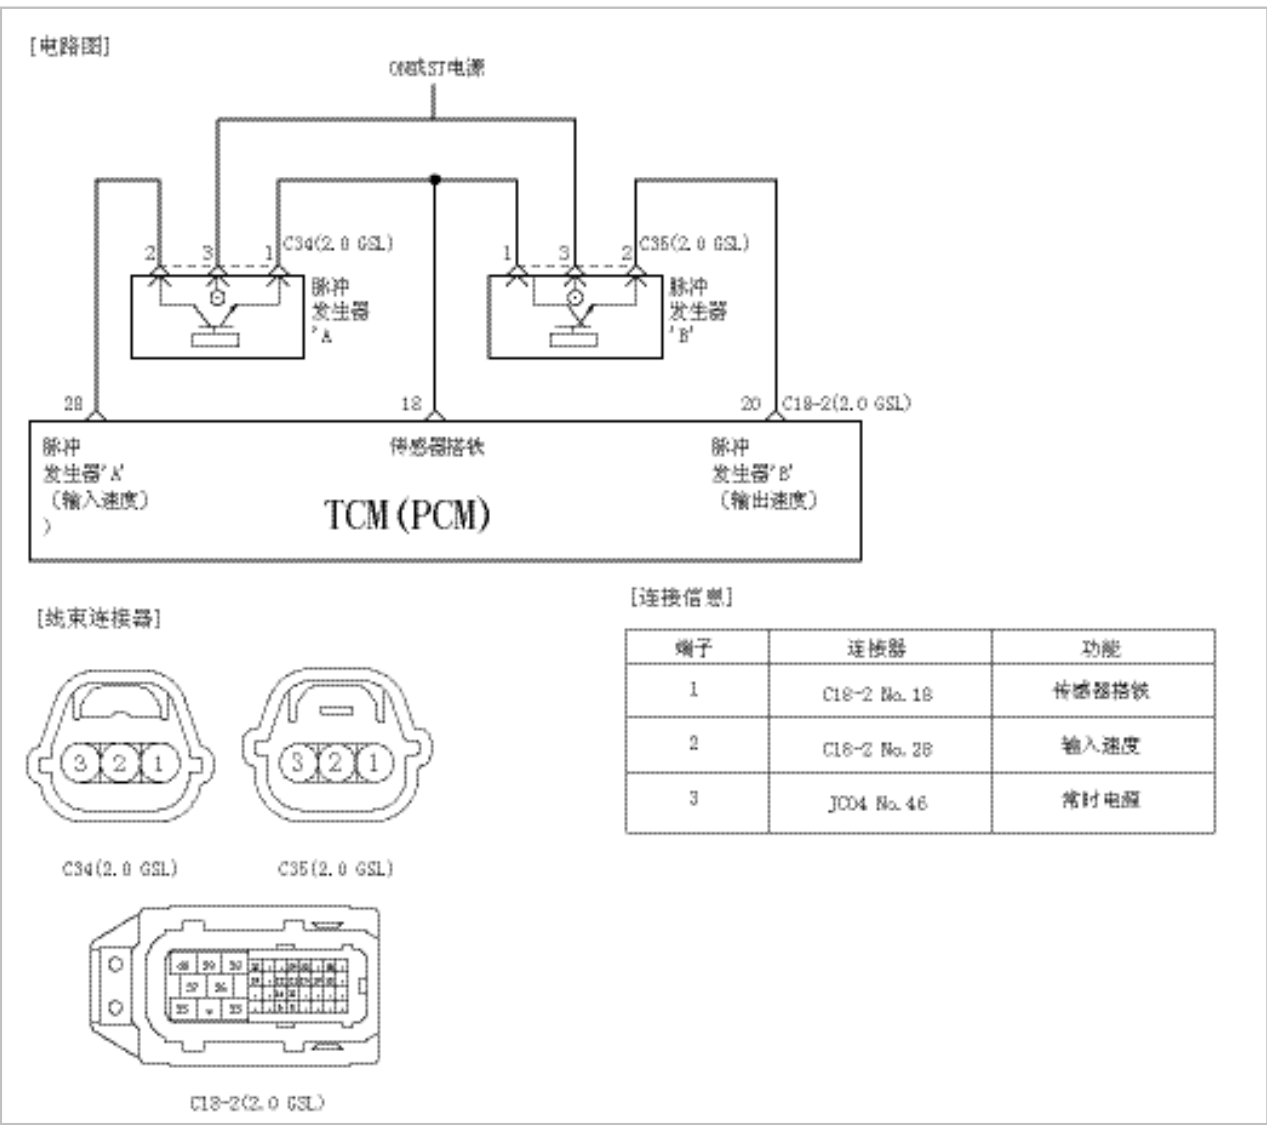 [电路图]
ON或ST电源
2 3 1 C34(2.0 GSL)
脉冲
发生器
'A
1 3 2 C35(2.0 GSL)
脉冲
发生器
'B'
28 18 20 C18-2(2.0 GSL)
脉冲
发生器'A'
(输入速度)
)
传感器搭铁
脉冲
发生器'B'
(输出速度)
TCM(PCM)
[线束连接器]
3 2 1
C34(2.0 GSL)
3 2 1
C35(2.0 GSL)
C18-2(2.0 GSL)
[连接信息]
端子 连接器 功能
1 C18-2 No.18 传感器搭铁
2 C18-2 No.28 输入速度
3 JC04 No.46 常时电源